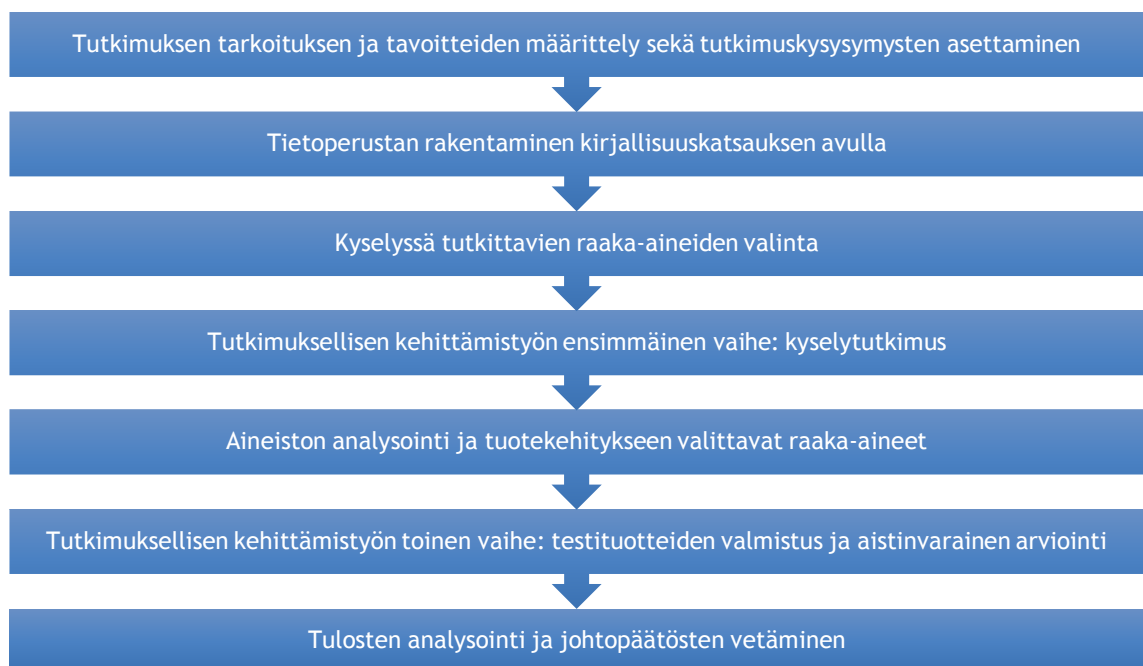 Tutkimuksen tarkoituksen ja tavoitteiden määrittely sekä tutkimuskysysymysten asettaminen
Tietoperustan rakentaminen kirjallisuuskatsauksen avulla
Kyselyssä tutkittavien raaka-aineiden valinta
Tutkimuksellisen kehittämistyön ensimmäinen vaihe: kyselytutkimus
Aineiston analysointi ja tuotekehitykseen valittavat raaka-aineet
Tutkimuksellisen kehittämistyön toinen vaihe: testituotteiden valmistus ja aistinvarainen arviointi
Tulosten analysointi ja johtopäätösten vetäminen